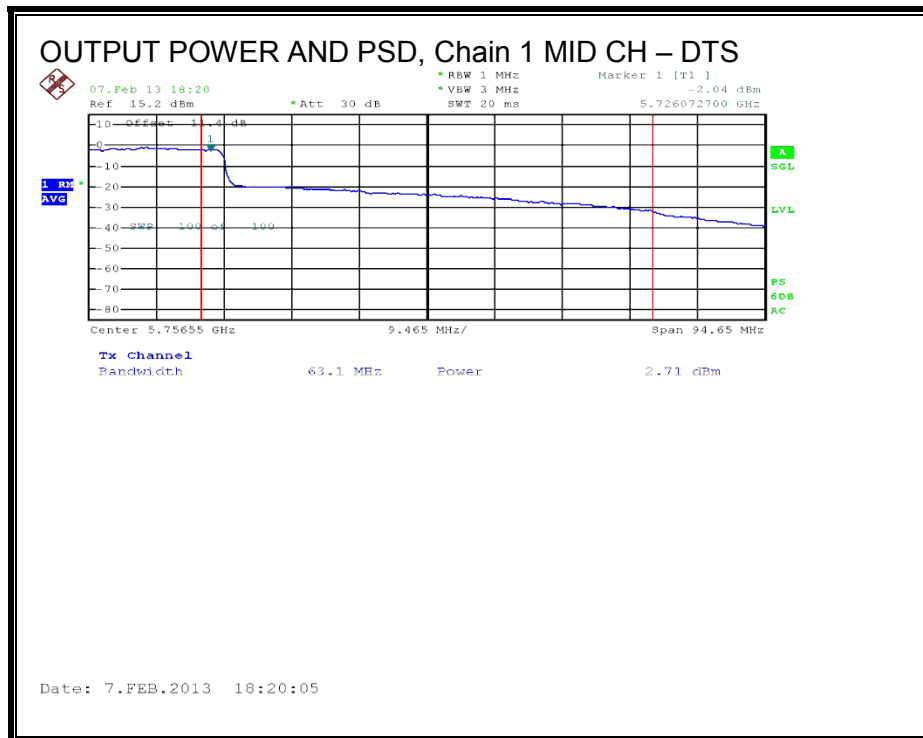 OUTPUT POWER AND PSD, Chain 1 MID CH – DTS
R S
* RBW 1 MHz Marker 1 [T1 ]
07.Feb 13 18:20 * VBW 3 MHz -2.04 dBm
Ref 15.2 dBm * Att 30 dB SWT 20 ms 5.726072700 GHz
10 Offset 11.4 dB
1
0
A
-10
SGL
1 RM *
-20
AVG
-30
LVL
-40 SWP 100 of 100
-50
-60
-70
PS
6DB
-80
AC
Center 5.75655 GHz 9.465 MHz/ Span 94.65 MHz
Tx Channel
Bandwidth 63.1 MHz Power 2.71 dBm
Date: 7.FEB.2013 18:20:05